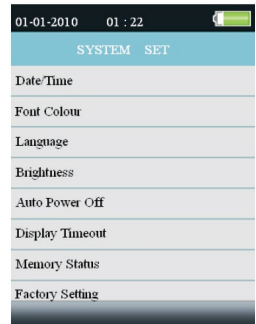 01-01-2010 01 : 22
SYSTEM SET
Date/Time
Font Colour
Language
Brightness
Auto Power Off
Display Timeout
Memory Status
Factory Setting